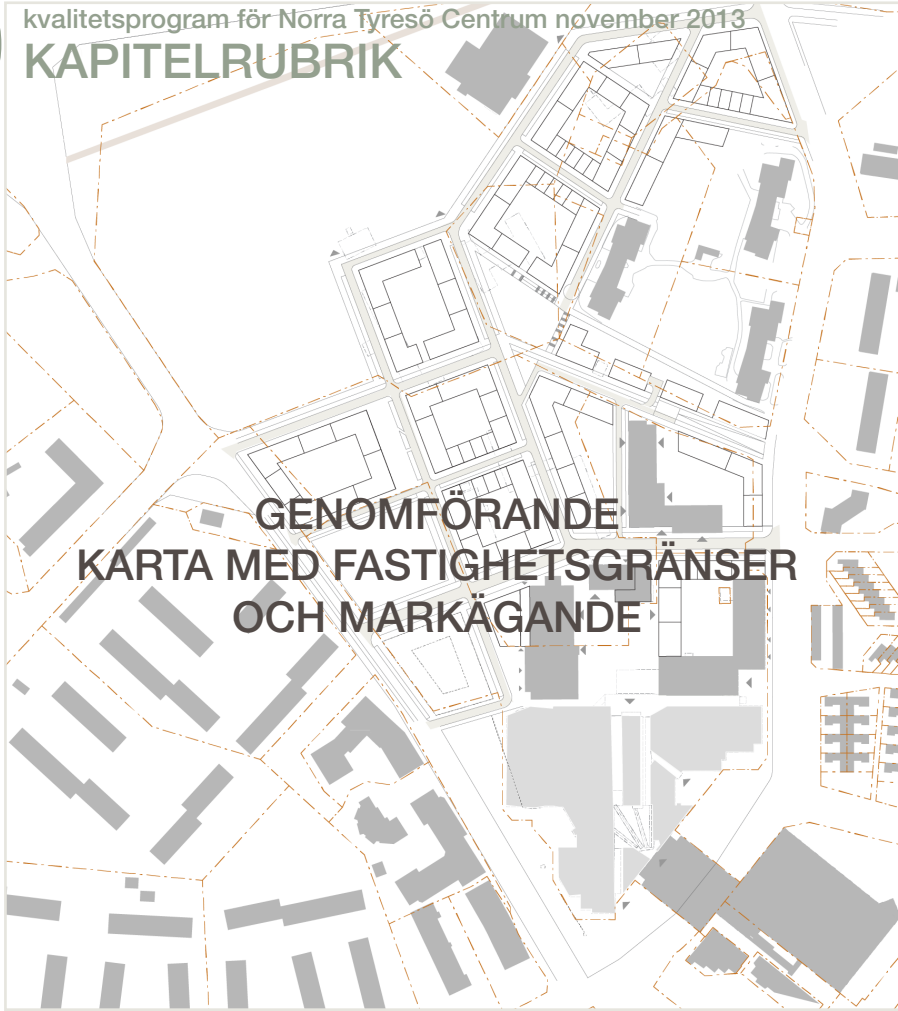 kvalitetsprogram för Norra Tyresö Centrum november 2013
KAPITELRUBRIK
GENOMFÖRANDE
KARTA MED FASTIGHETSGRÄNSER
OCH MARKÄGANDE